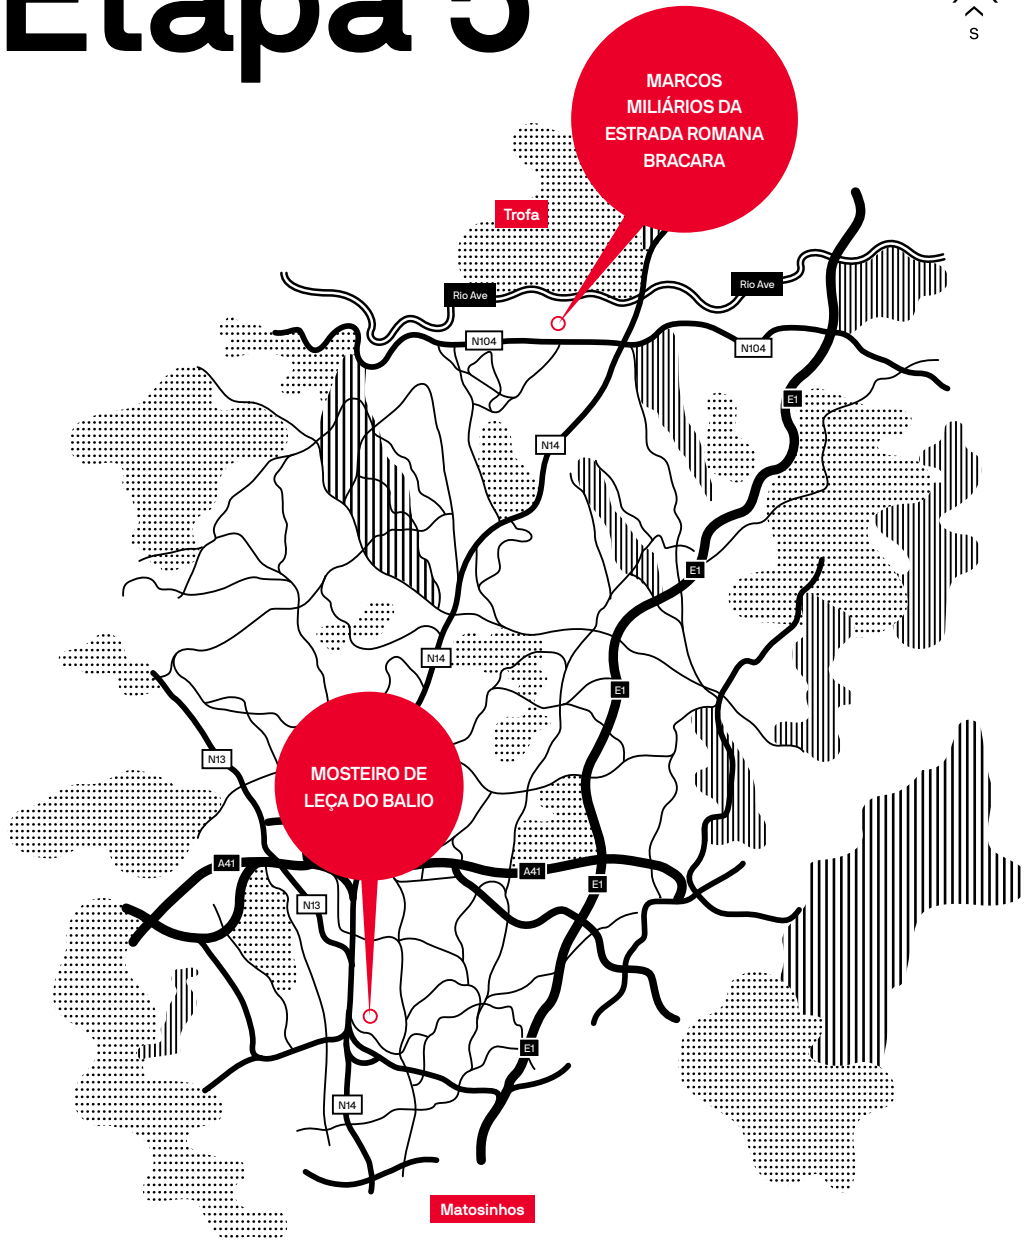 Etapa 5
S
MARCOS
MILIÁRIOS DA
ESTRADA ROMANA
BRACARA
Trofa
Rio Ave
Rio Ave
N104
N104
E1
N14
E1
N14
E1
N13
MOSTEIRO DE
LEÇA DO BALIO
A41
A41
E1
N13
E1
N14
Matosinhos